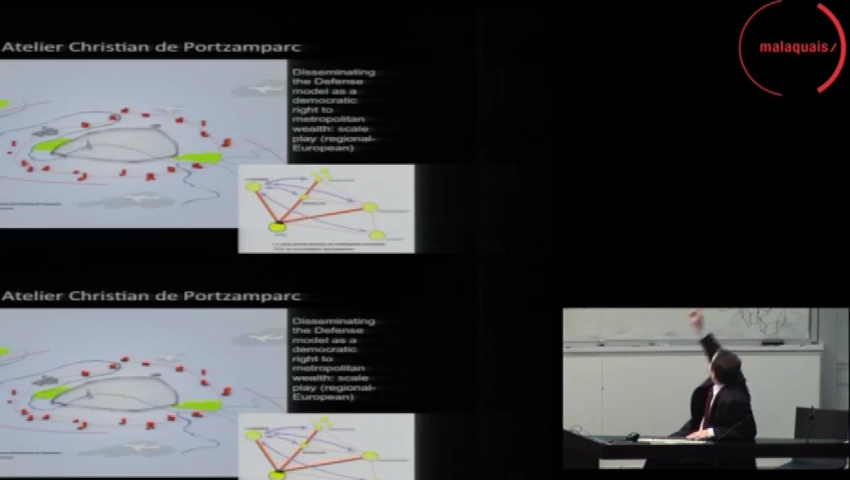 Atelier Christian de Portzamparc
malaquais/
Disseminating
the Defense
model as a
democratic
right to
metropolitan
wealth: scale
play (regional-
European)
Atelier Christian de Portzamparc
Disseminating
the Defense
model as a
democratic
right to
metropolitan
wealth: scale
play (regional-
European)